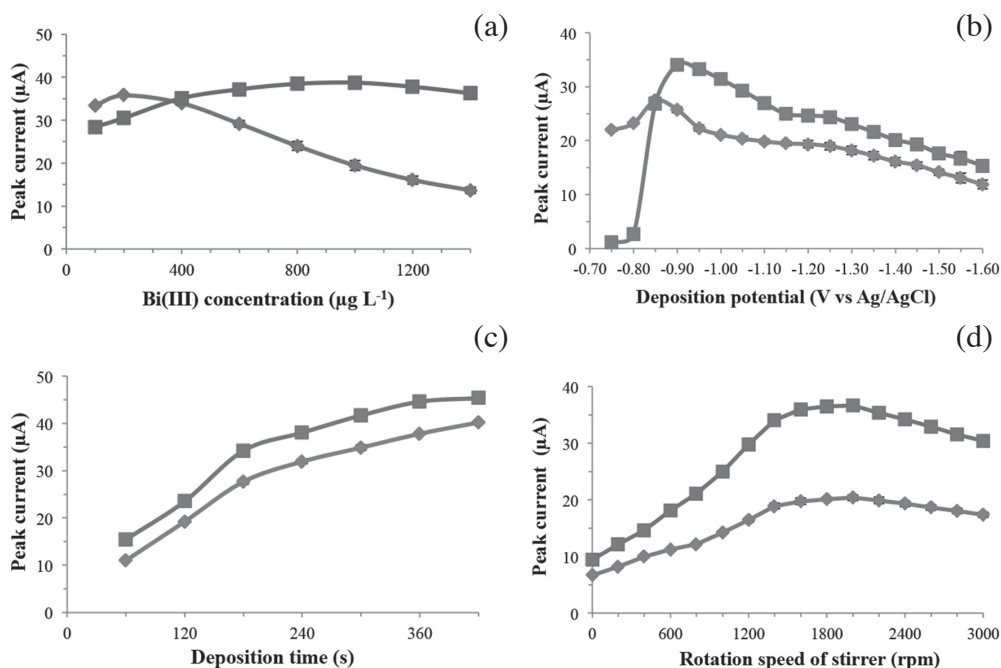 (a)
50
40
30
20
10
0
Peak current (µA)
0 400 800 1200
Bi(III) concentration (µg L-1)
(b)
40
30
20
10
0
Peak current (µA)
-0.70 -0.80 -0.90 -1.00 -1.10 -1.20 -1.30 -1.40 -1.50 -1.60
Deposition potential (V vs Ag/AgCl)
(c)
50
40
30
20
10
0
Peak current (µA)
0 120 240 360
Deposition time (s)
(d)
40
30
20
10
0
Peak current (µA)
0 600 1200 1800 2400 3000
Rotation speed of stirrer (rpm)